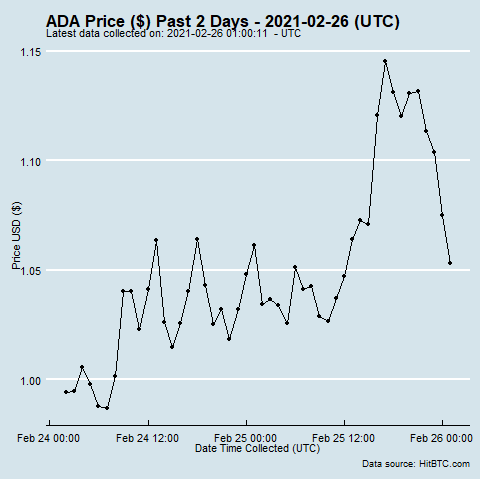 ADA Price ($) Past 2 Days - 2021-02-26 (UTC)
Latest data collected on: 2021-02-26 01:00:11  - UTC
1.15
1.10
1.05
1.00
Price USD ($)
Feb 24 00:00
Feb 24 12:00
Feb 25 00:00
Feb 25 12:00
Feb 26 00:00
Date Time Collected (UTC)
Data source: HitBTC.com